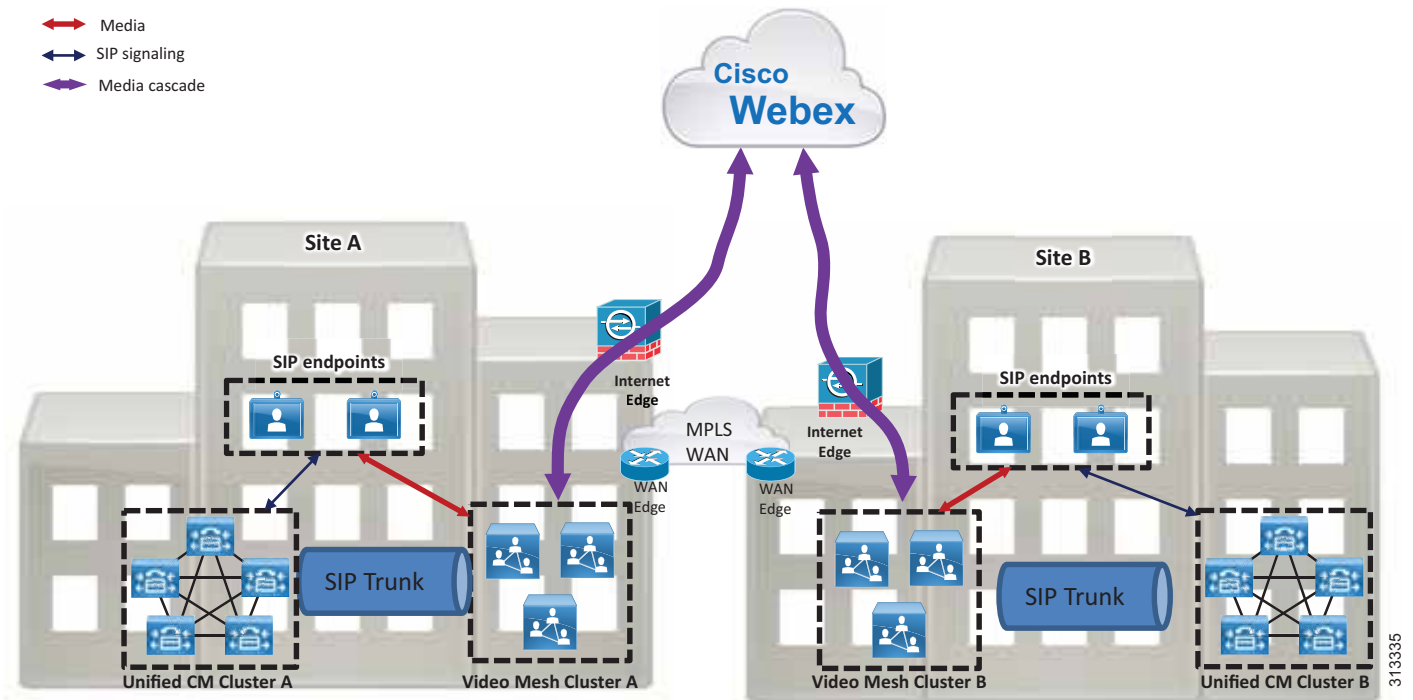 Media
SIP signaling
Media cascade
Cisco
Webex
Site A
Site B
SIP endpoints
SIP endpoints
Internet
Edge
Internet
Edge
MPLS
WAN
WAN
Edge
WAN
Edge
SIP Trunk
SIP Trunk
Unified CM Cluster A
Video Mesh Cluster A
Video Mesh Cluster B
Unified CM Cluster B
313335